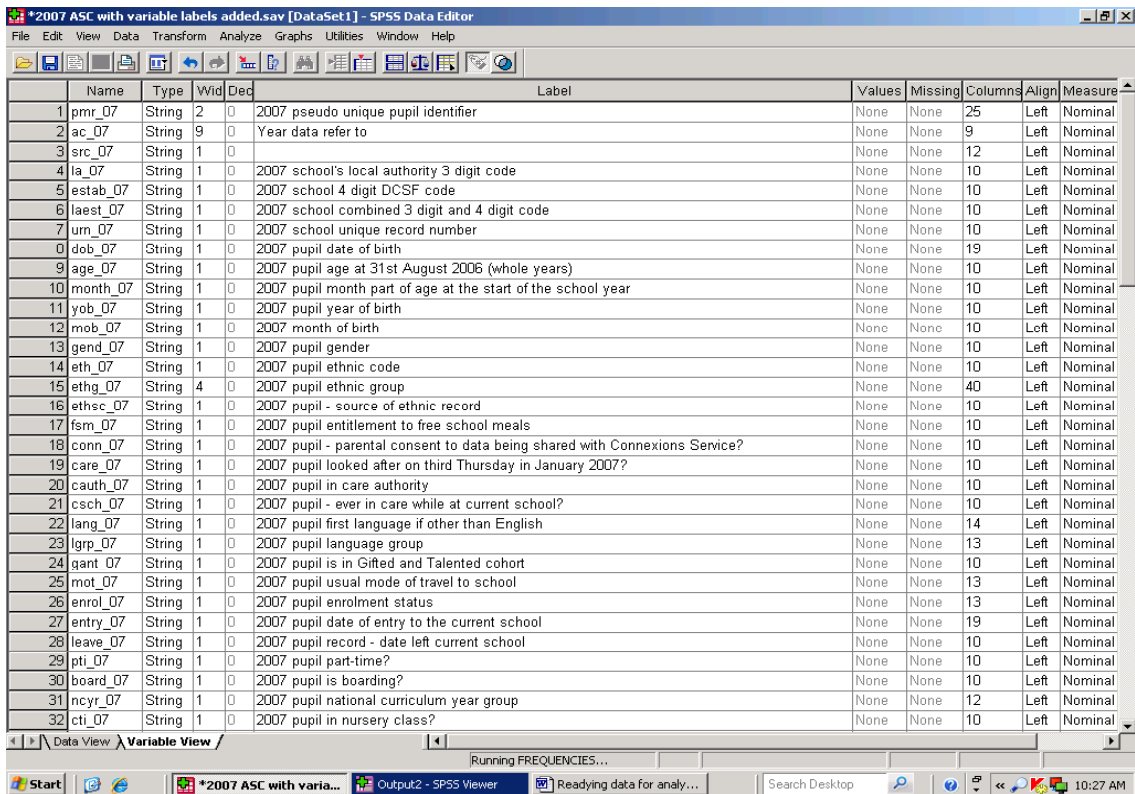 *2007 ASC with variable labels added.sav [DataSet1] - SPSS Data Editor
File Edit View Data Transform Analyze Graphs Utilities Window Help
Name Type Wid Dec Label Values Missing Columns Align Measure
1 pmr_07 String 2 0 2007 pseudo unique pupil identifier None None 25 Left Nominal
2 ac_07 String 9 0 Year data refer to None None 9 Left Nominal
3 src_07 String 1 0 None None 12 Left Nominal
4 la_07 String 1 0 2007 school's local authority 3 digit code None None 10 Left Nominal
5 estab_07 String 1 0 2007 school 4 digit DCSF code None None 10 Left Nominal
6 laest_07 String 1 0 2007 school combined 3 digit and 4 digit code None None 10 Left Nominal
7 urn_07 String 1 0 2007 school unique record number None None 10 Left Nominal
0 dob_07 String 1 0 2007 pupil date of birth None None 19 Left Nominal
9 age_07 String 1 0 2007 pupil age at 31st August 2006 (whole years) None None 10 Left Nominal
10 month_07 String 1 0 2007 pupil month part of age at the start of the school year None None 10 Left Nominal
11 yob_07 String 1 0 2007 pupil year of birth None None 10 Left Nominal
12 mob_07 String 1 0 2007 month of birth None None 10 Left Nominal
13 gend_07 String 1 0 2007 pupil gender None None 10 Left Nominal
14 eth_07 String 1 0 2007 pupil ethnic code None None 10 Left Nominal
15 ethg_07 String 4 0 2007 pupil ethnic group None None 40 Left Nominal
16 ethsc_07 String 1 0 2007 pupil - source of ethnic record None None 10 Left Nominal
17 fsm_07 String 1 0 2007 pupil entitlement to free school meals None None 10 Left Nominal
18 conn_07 String 1 0 2007 pupil - parental consent to data being shared with Connexions Service? None None 10 Left Nominal
19 care_07 String 1 0 2007 pupil looked after on third Thursday in January 2007? None None 10 Left Nominal
20 cauth_07 String 1 0 2007 pupil in care authority None None 10 Left Nominal
21 csch_07 String 1 0 2007 pupil - ever in care while at current school? None None 10 Left Nominal
22 lang_07 String 1 0 2007 pupil first language if other than English None None 14 Left Nominal
23 lgrp_07 String 1 0 2007 pupil language group None None 13 Left Nominal
24 gant_07 String 1 0 2007 pupil is in Gifted and Talented cohort None None 10 Left Nominal
25 mot_07 String 1 0 2007 pupil usual mode of travel to school None None 13 Left Nominal
26 enrol_07 String 1 0 2007 pupil enrolment status None None 13 Left Nominal
27 entry_07 String 1 0 2007 pupil date of entry to the current school None None 19 Left Nominal
28 leave_07 String 1 0 2007 pupil record - date left current school None None 10 Left Nominal
29 pti_07 String 1 0 2007 pupil part-time? None None 10 Left Nominal
30 board_07 String 1 0 2007 pupil is boarding? None None 10 Left Nominal
31 ncyr_07 String 1 0 2007 pupil national curriculum year group None None 12 Left Nominal
32 cti_07 String 1 0 2007 pupil in nursery class? None None 10 Left Nominal
Data View Variable View
Running FREQUENCIES...
Start *2007 ASC with varia... Output2 - SPSS Viewer Readying data for analy... Search Desktop 10:27 AM